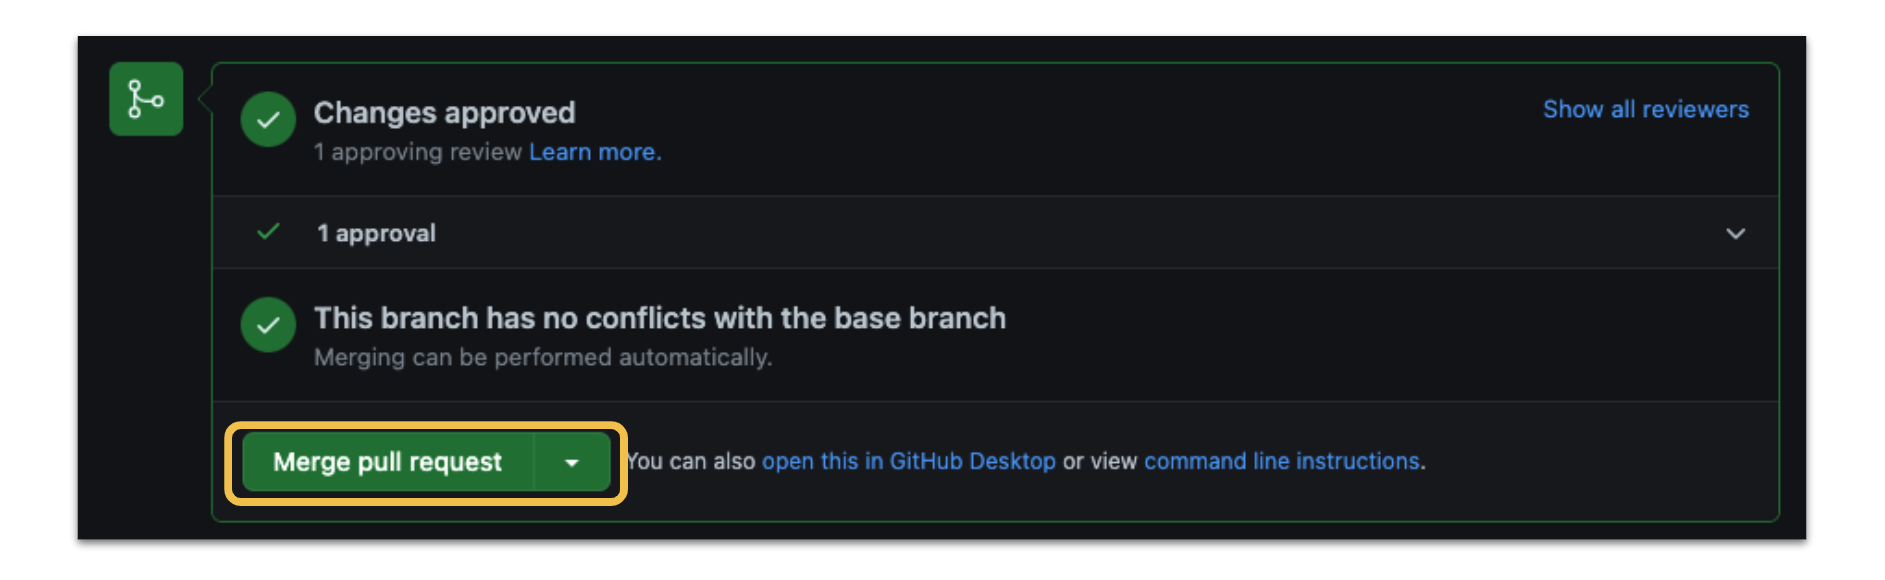 Changes approved
Show all reviewers
1 approving review Learn more.
1 approval
This branch has no conflicts with the base branch
Merging can be performed automatically.
Merge pull request
You can also open this in GitHub Desktop or view command line instructions.